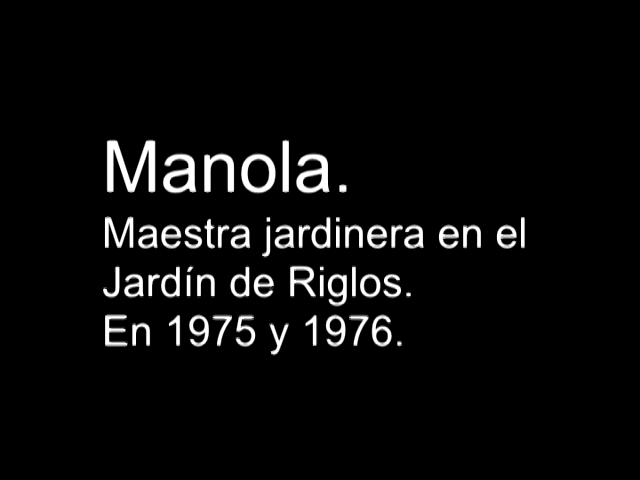 Manola.
Maestra jardinera en el
Jardín de Riglos.
En 1975 y 1976.